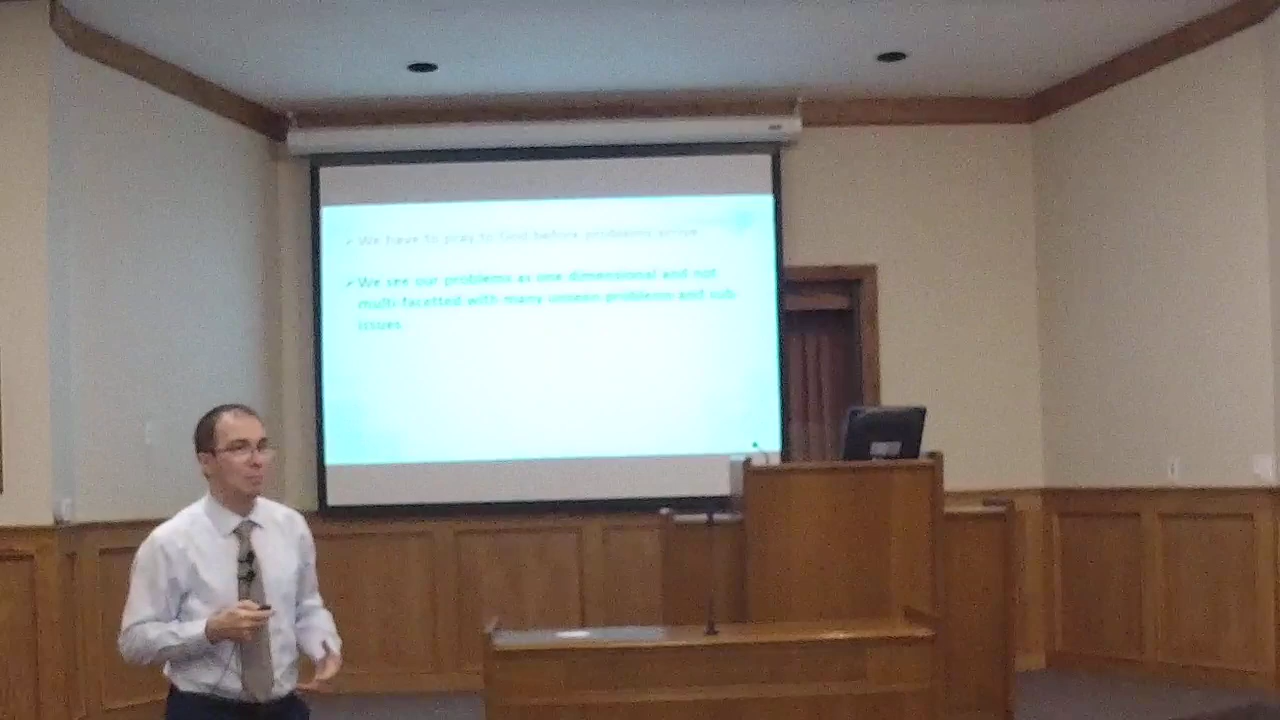 We have to pray to God before problems arrive
We see our problems as one dimensional and not
multi facetted with many unseen problems and sub
issues